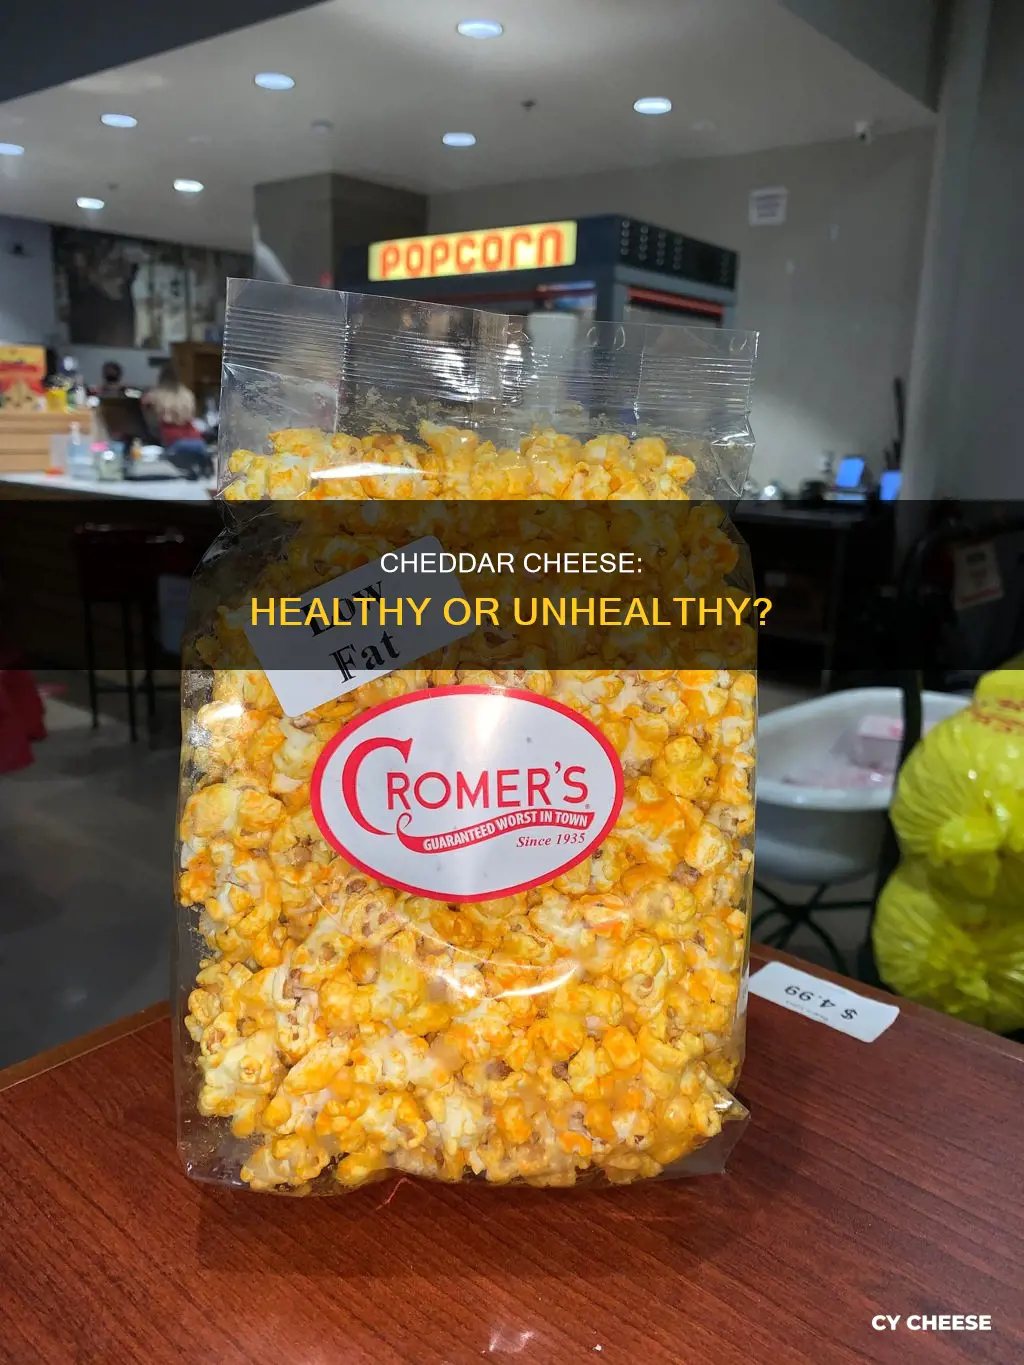 POPCORN
CHEDDAR CHEESE:
HEALTHY OR UNHEALTHY?
Low
Fat
CROMER'S
GUARANTEED WORST IN TOWN
Since 1935
$4.99
CY CHEESE